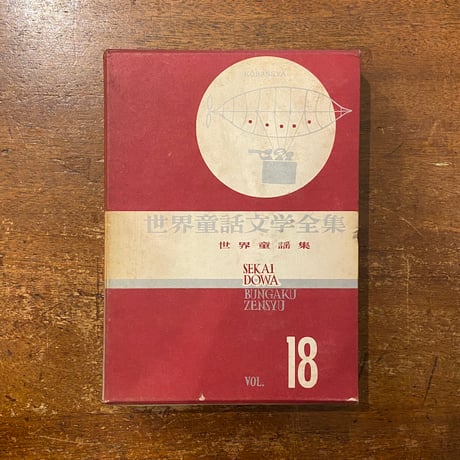 KODANSYA
世界童話文学全集
世界童謡集
SEKAI
DOWA
BUNGAKU
ZENSYU
VOL. 18